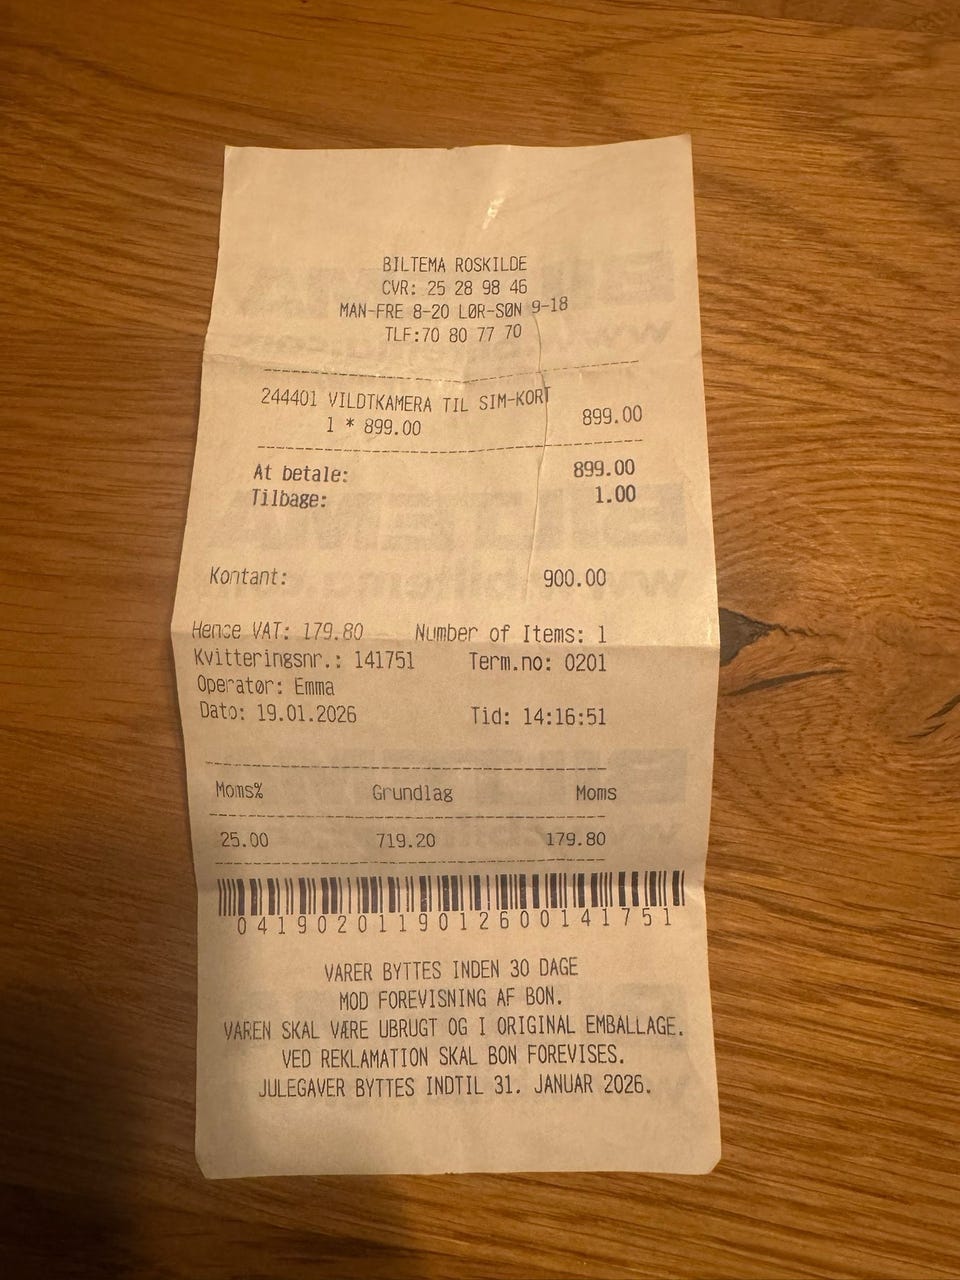 BILTEMA ROSKILDE
CVR: 25 28 98 46
MAN-FRE 8-20 LØR-SØN 9-18
TLF:70 80 77 70
244401 VILDTKAMERA TIL SIM-KORT
1 * 899.00 899.00
At betale: 899.00
Tilbage: 1.00
Kontant: 900.00
Hence VAT: 179.80 Number of Items: 1
Kvitteringsnr.: 141751 Term.no: 0201
Operatør: Emma
Dato: 19.01.2026 Tid: 14:16:51
Moms% Grundlag Moms
25.00 719.20 179.80
0419020119012600141751
VARER BYTTES INDEN 30 DAGE
MOD FOREVISNING AF BON.
VAREN SKAL VÆRE UBRUGT OG I ORIGINAL EMBALLAGE.
VED REKLAMATION SKAL BON FOREVISES.
JULEGAVER BYTTES INDTIL 31. JANUAR 2026.